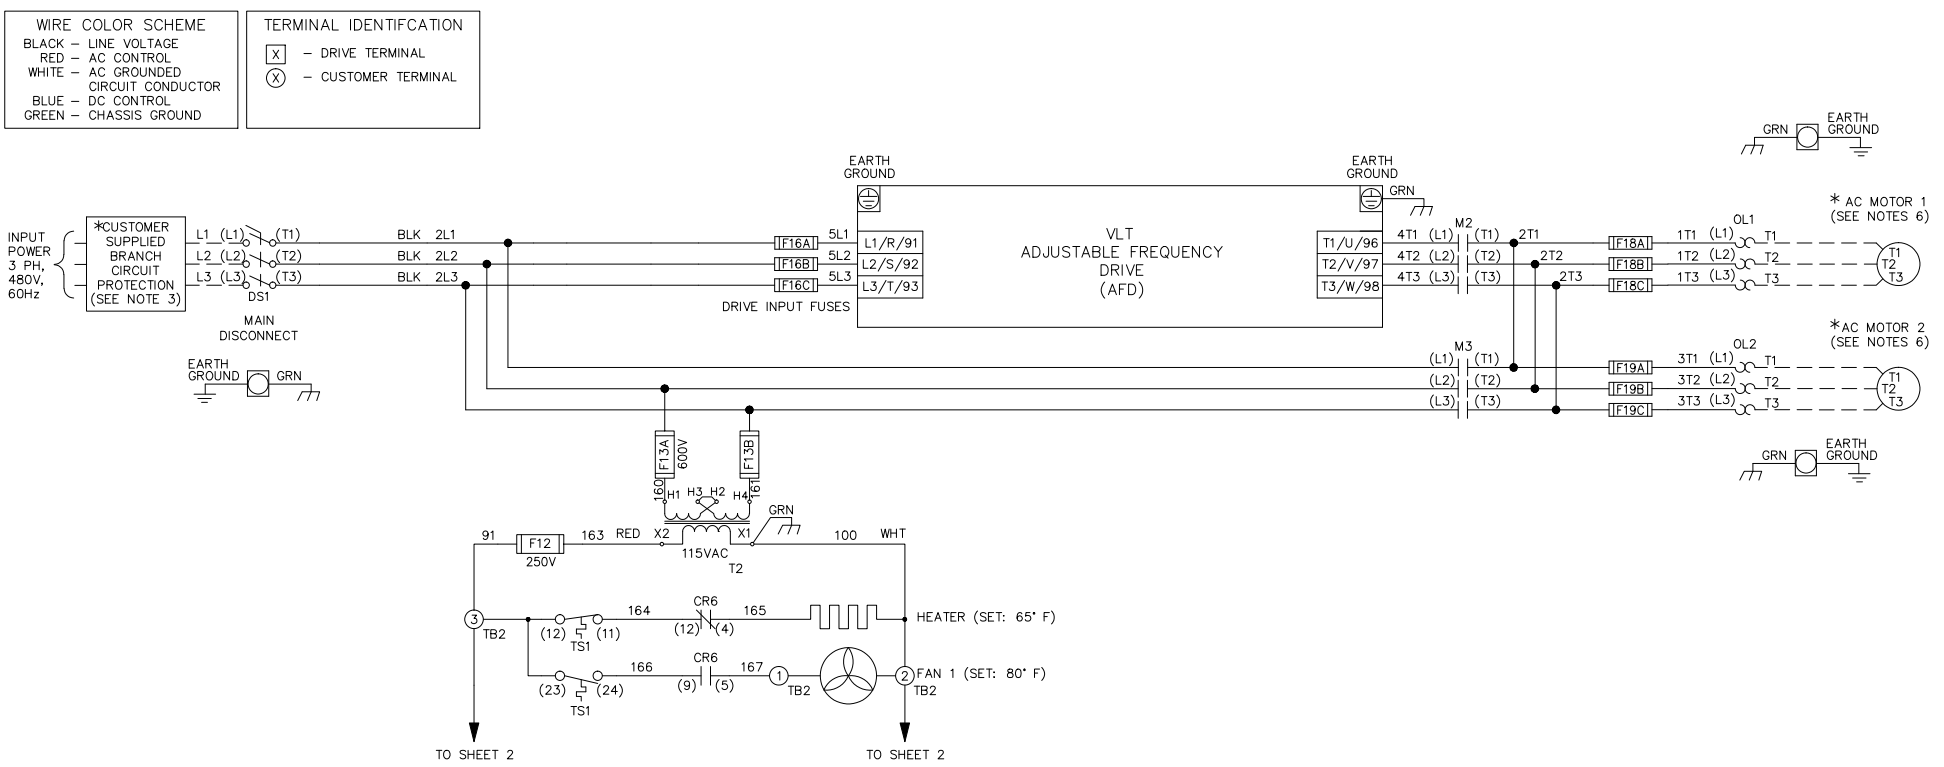 WIRE COLOR SCHEME
BLACK – LINE VOLTAGE
RED – AC CONTROL
WHITE – AC GROUNDED
CIRCUIT CONDUCTOR
BLUE – DC CONTROL
GREEN – CHASSIS GROUND
TERMINAL IDENTIFCATION
X – DRIVE TERMINAL
X – CUSTOMER TERMINAL
INPUT
POWER
3 PH,
480V,
60Hz
*CUSTOMER
SUPPLIED
BRANCH
CIRCUIT
PROTECTION
(SEE NOTE 3)
L1 (L1) (T1) BLK 2L1 F16A 5L1 L1/R/91
L2 (L2) (T2) BLK 2L2 F16B 5L2 L2/S/92
L3 (L3) (T3) BLK 2L3 F16C 5L3 L3/T/93
DS1
MAIN
DISCONNECT
DRIVE INPUT FUSES
EARTH
GROUND
GRN
EARTH
GROUND
VLT
ADJUSTABLE FREQUENCY
DRIVE
(AFD)
EARTH
GROUND
GRN
M2
T1/U/96 4T1 (L1) (T1) 2T1 F18A 1T1 (L1) T1
T2/V/97 4T2 (L2) (T2) 2T2 F18B 1T2 (L2) T2
T3/W/98 4T3 (L3) (T3) 2T3 F18C 1T3 (L3) T3
OL1
GRN
EARTH
GROUND
* AC MOTOR 1
(SEE NOTES 6)
T1
T2
T3
M3
(L1) (T1) F19A 3T1 (L1) T1
(L2) (T2) F19B 3T2 (L2) T2
(L3) (T3) F19C 3T3 (L3) T3
OL2
*AC MOTOR 2
(SEE NOTES 6)
T1
T2
T3
GRN
EARTH
GROUND
F13A
600V
F13B
160 H1 H3 H2 H4 161
GRN
91 F12 163 RED X2 X1 100 WHT
250V
115VAC
T2
3
TB2
(12) (11) 164 CR6 (12) (4) 165
TS1
HEATER (SET: 65° F)
(23) (24) 166 CR6 (9) (5) 167 1 TB2
TS1
2 FAN 1 (SET: 80° F)
TB2
TO SHEET 2
TO SHEET 2